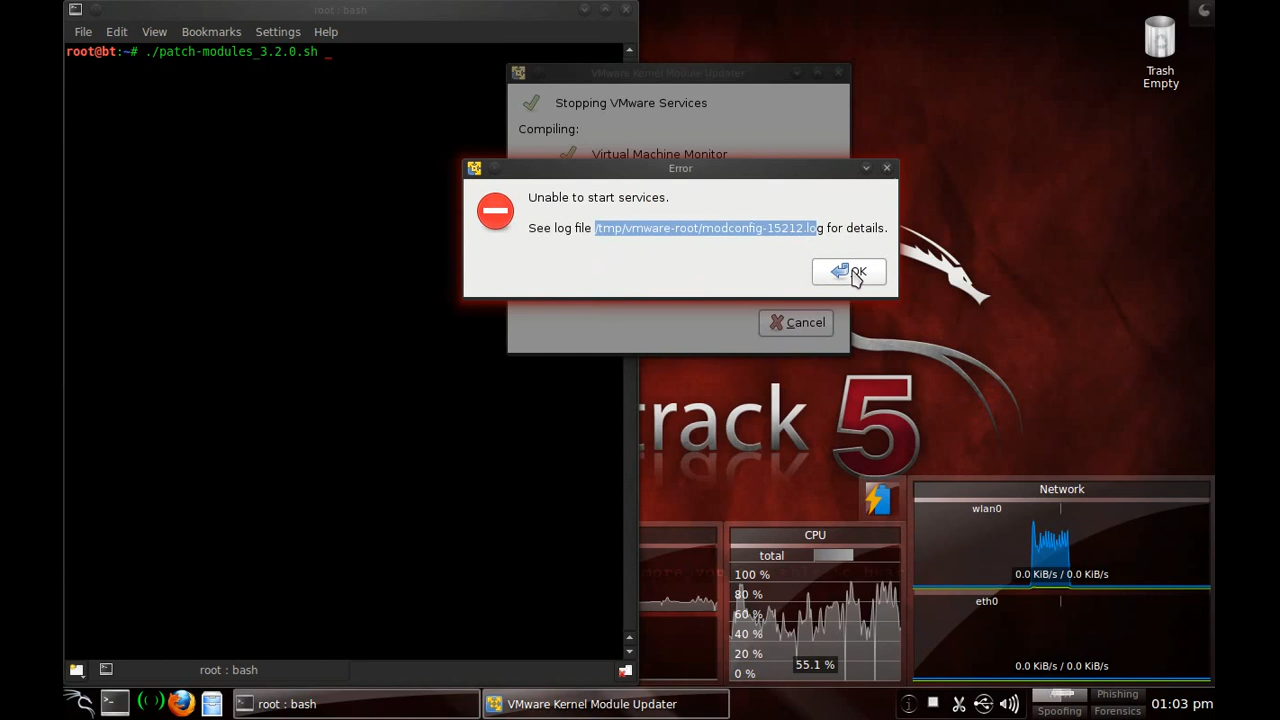 root : bash
File Edit View Bookmarks Settings Help
root@bt:~# ./patch-modules_3.2.0.sh _
VMware Kernel Module Updater
Stopping VMware Services
Compiling:
Virtual Machine Monitor
Error
Unable to start services.
See log file /tmp/vmware-root/modconfig-15212.log for details.
OK
Cancel
Trash
Empty
track 5
Network
wlan0
0.0 KiB/s / 0.0 KiB/s
eth0
0.0 KiB/s / 0.0 KiB/s
CPU
total
100 %
80 %
60 %
40 %
20 %
0 %
55.1 %
root : bash
root : bash
VMware Kernel Module Updater
Phishing
Spoofing Forensics
01:03 pm